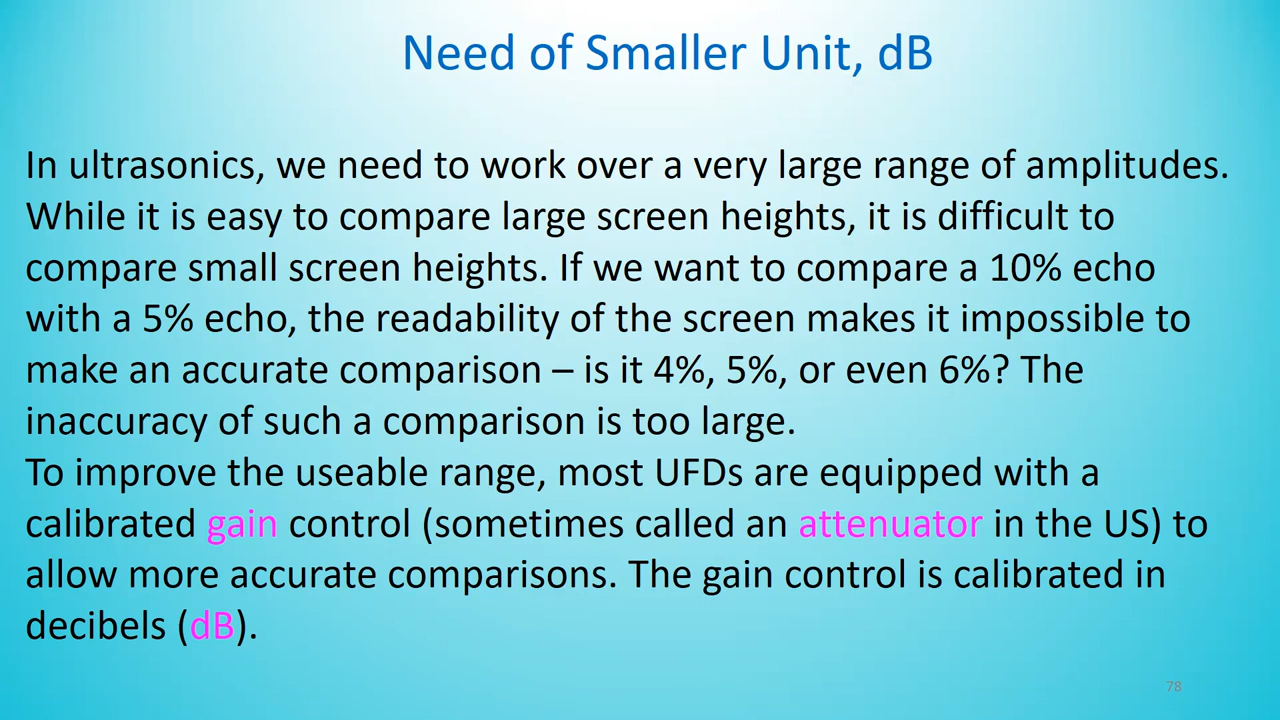 Need of Smaller Unit, dB
In ultrasonics, we need to work over a very large range of amplitudes.
While it is easy to compare large screen heights, it is difficult to
compare small screen heights. If we want to compare a 10% echo
with a 5% echo, the readability of the screen makes it impossible to
make an accurate comparison – is it 4%, 5%, or even 6%? The
inaccuracy of such a comparison is too large.
To improve the useable range, most UFDs are equipped with a
calibrated gain control (sometimes called an attenuator in the US) to
allow more accurate comparisons. The gain control is calibrated in
decibels (dB).
78